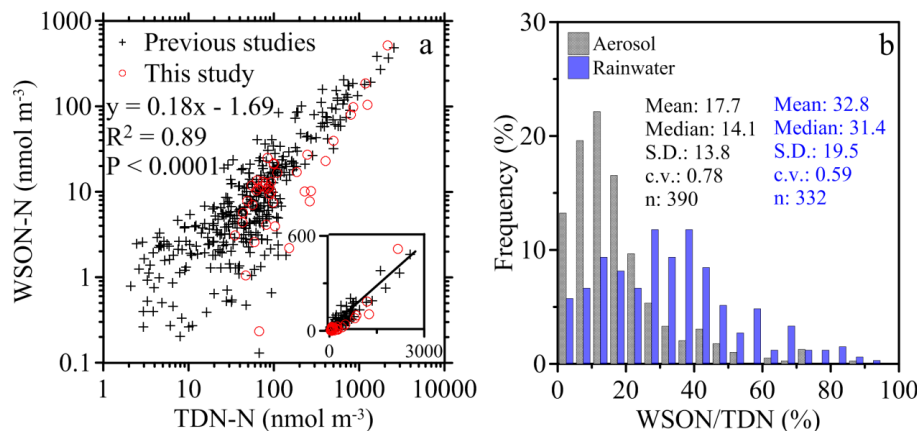 a
+ Previous studies
○ This study
y = 0.18x - 1.69
R² = 0.89
P < 0.0001
1000
100
10
1
0.1
WSON-N (nmol m⁻³)
600
0
0
3000
1
10
100
1000
10000
TDN-N (nmol m⁻³)
b
Aerosol
Rainwater
Mean: 17.7
Median: 14.1
S.D.: 13.8
c.v.: 0.78
n: 390
Mean: 32.8
Median: 31.4
S.D.: 19.5
c.v.: 0.59
n: 332
30
20
10
0
Frequency (%)
0
20
40
60
80
100
WSON/TDN (%)